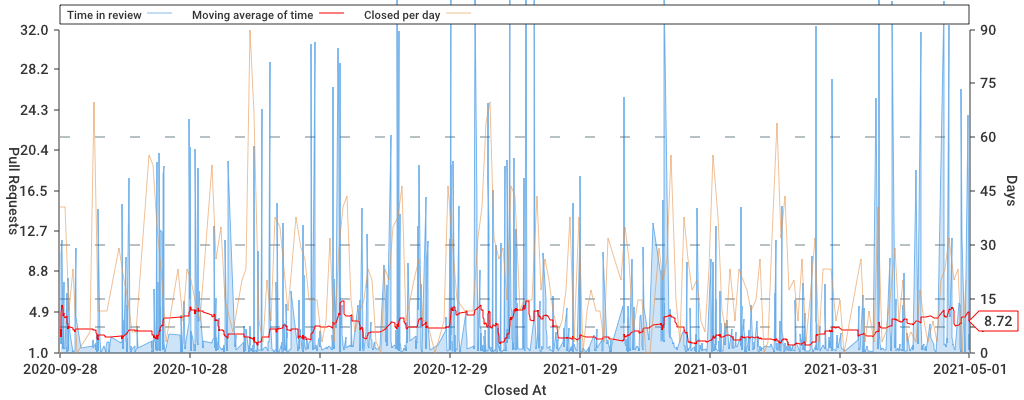 Time in review Moving average of time Closed per day
32.0 90
28.2 75
24.3
20.4 60
16.5 45
12.7 30
8.8
4.9 15
8.72
1.0 0
Pull Requests
Days
2020-09-28 2020-10-28 2020-11-28 2020-12-29 2021-01-29 2021-03-01 2021-03-31 2021-05-01
Closed At